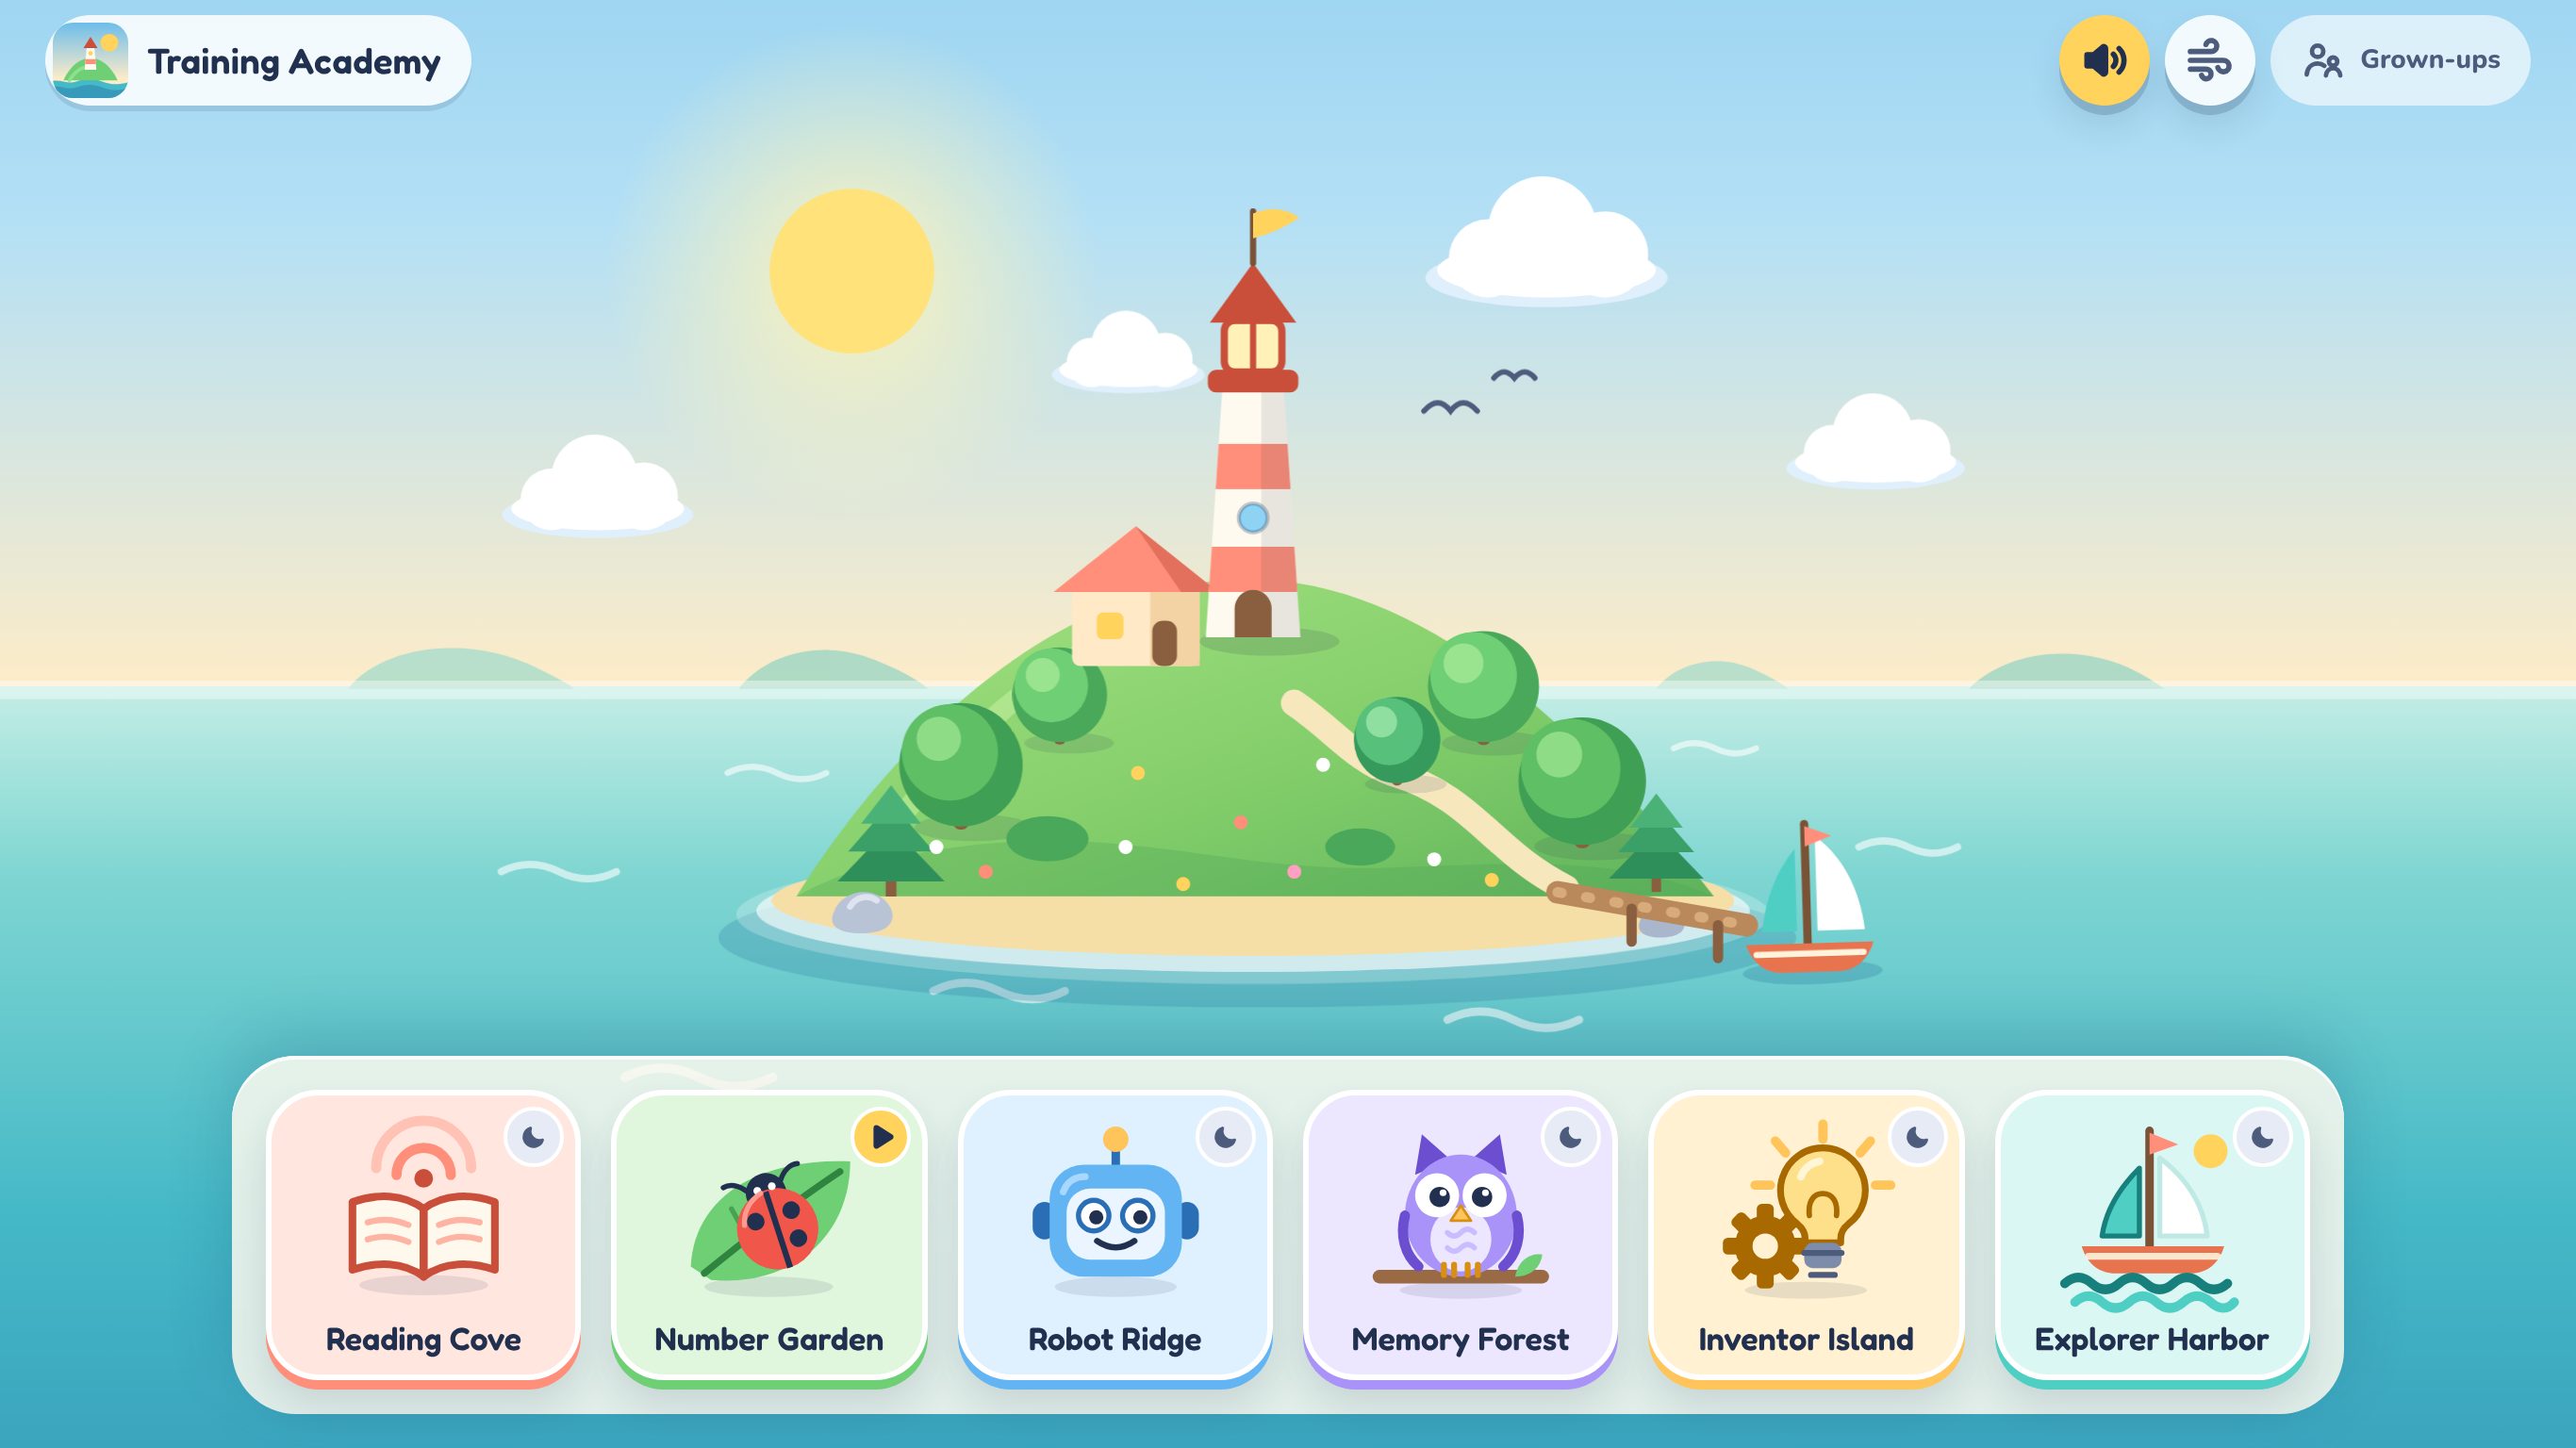 Training Academy
Grown-ups
Reading Cove
Number Garden
Robot Ridge
Memory Forest
Inventor Island
Explorer Harbor